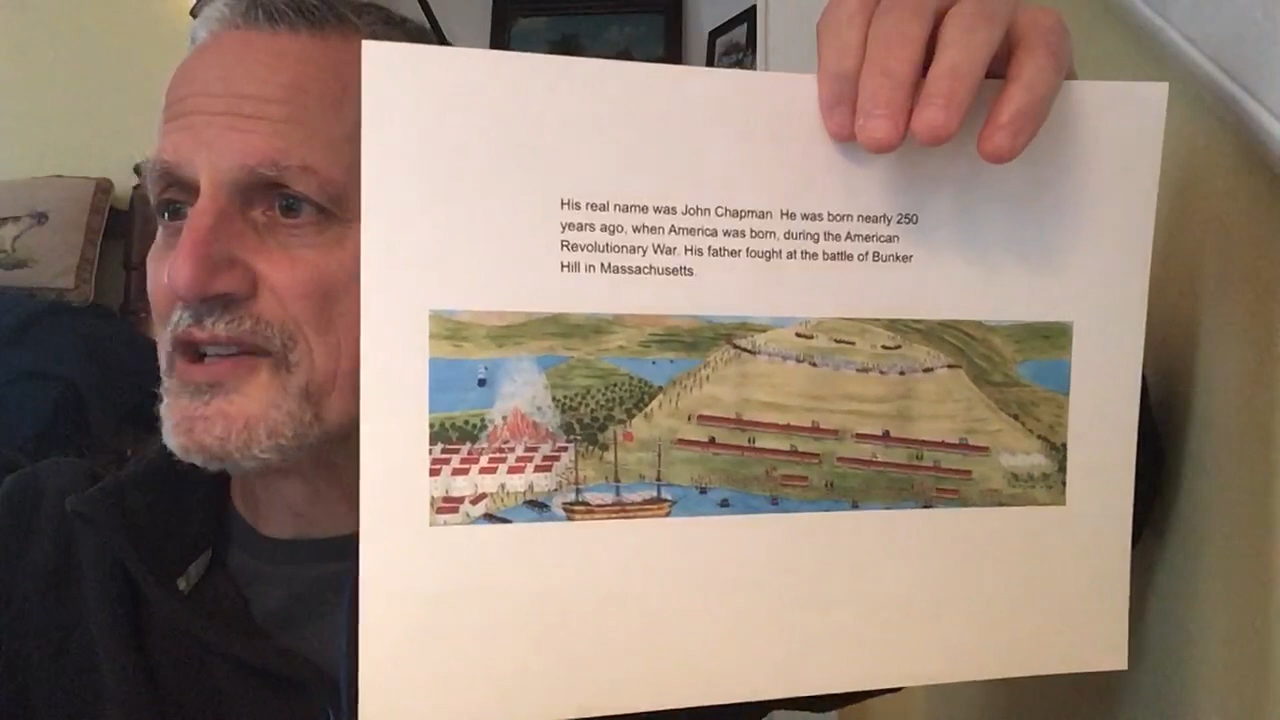 His real name was John Chapman. He was born nearly 250
years ago, when America was born, during the American
Revolutionary War. His father fought at the battle of Bunker
Hill in Massachusetts.